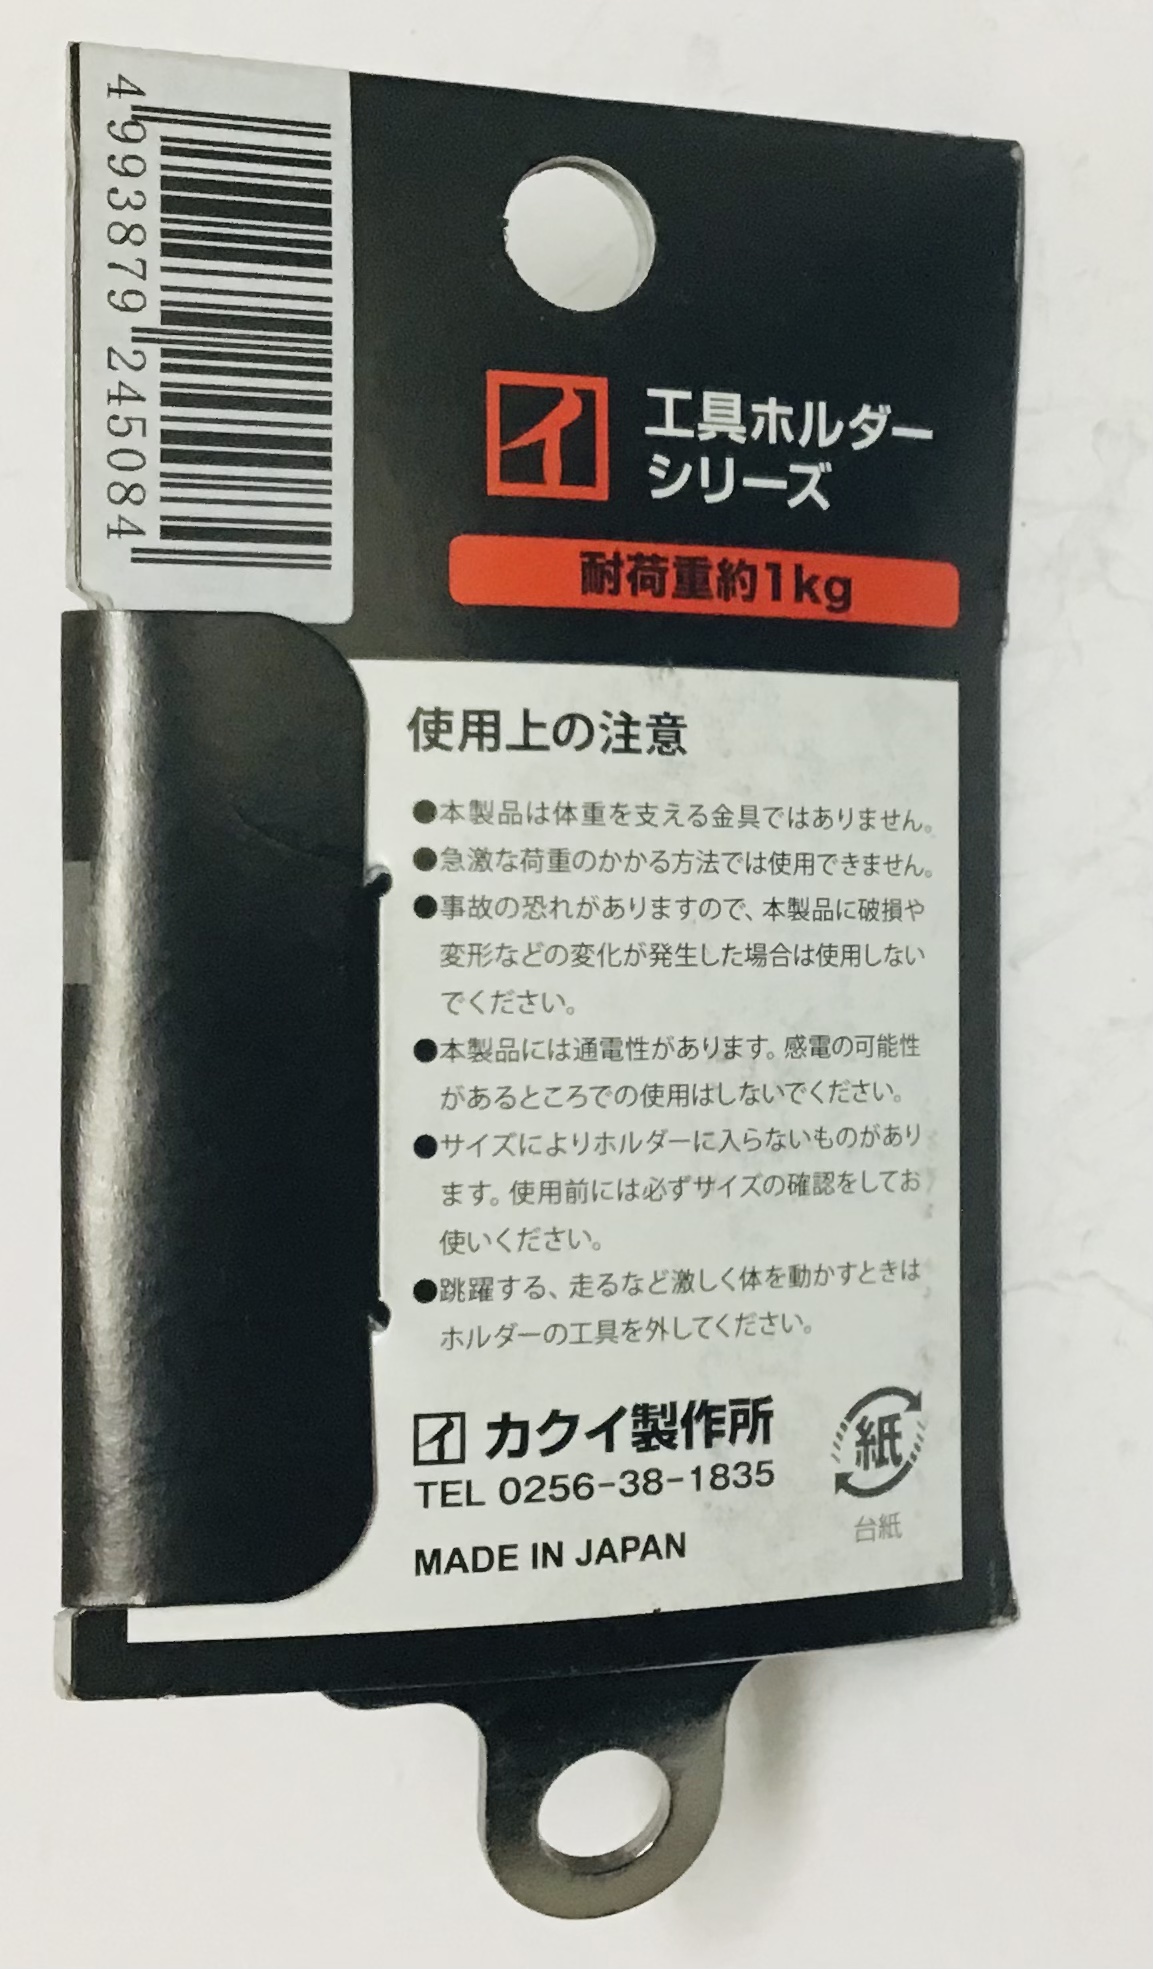 4 993879 245084
イ
工具ホルダー
シリーズ
耐荷重約1kg
使用上の注意
●本製品は体重を支える金具ではありません。
●急激な荷重のかかる方法では使用できません。
●事故の恐れがありますので、本製品に破損や
変形などの変化が発生した場合は使用しない
でください。
●本製品には通電性があります。感電の可能性
があるところでの使用はしないでください。
●サイズによりホルダーに入らないものがあり
ます。使用前には必ずサイズの確認をしてお
使いください。
●跳躍する、走るなど激しく体を動かすときは
ホルダーの工具を外してください。
イ カクイ製作所
TEL 0256-38-1835
MADE IN JAPAN
紙
台紙